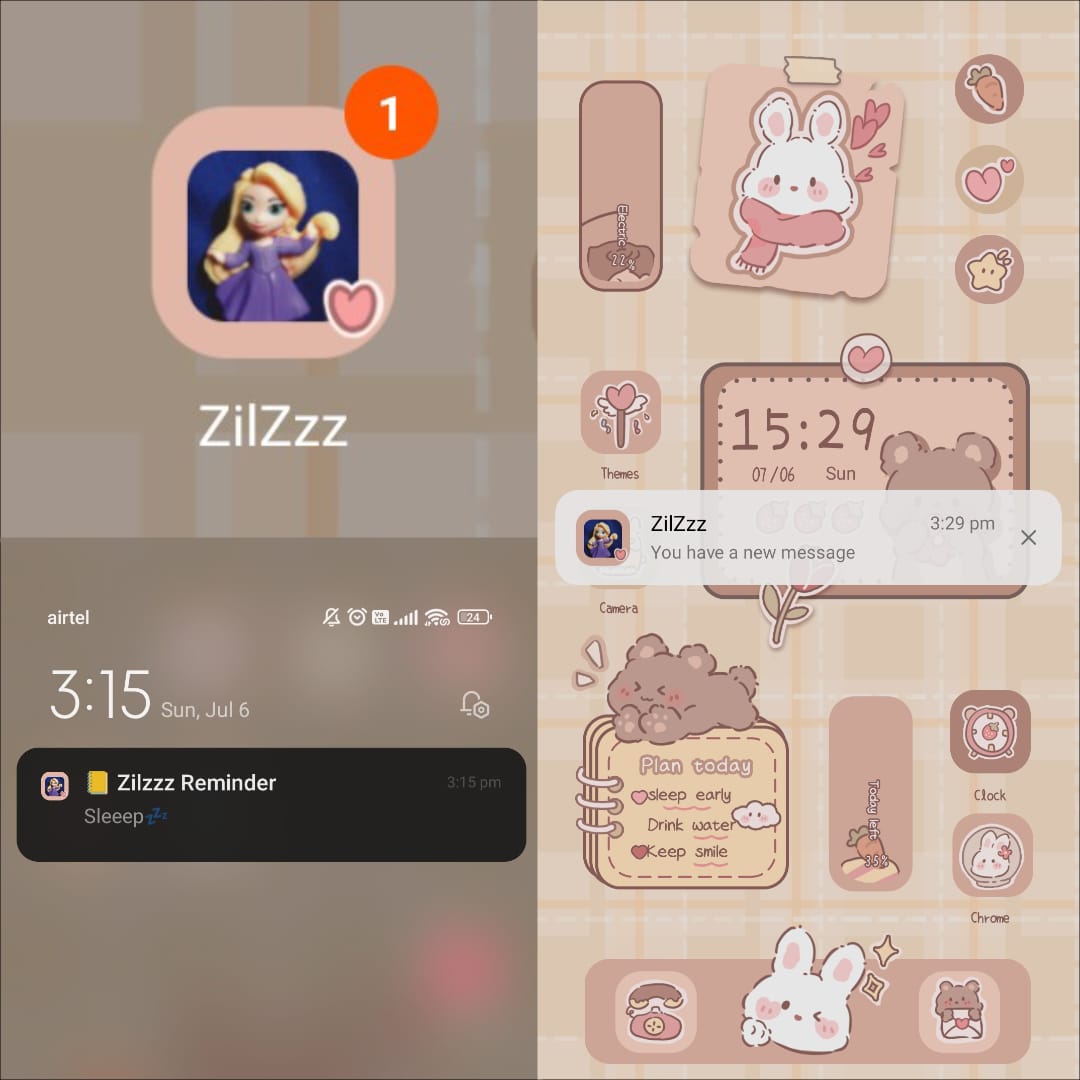 1
ZilZzz
airtel
Vo LTE
24
3:15 Sun, Jul 6
📒 Zilzzz Reminder 3:15 pm
Sleeep💤
Electric
22%
15:29
07/06 Sun
Themes
ZilZzz 3:29 pm
You have a new message
Camera
Plan today
sleep early
Drink water
Keep smile
Today left
35%
Clock
Chrome